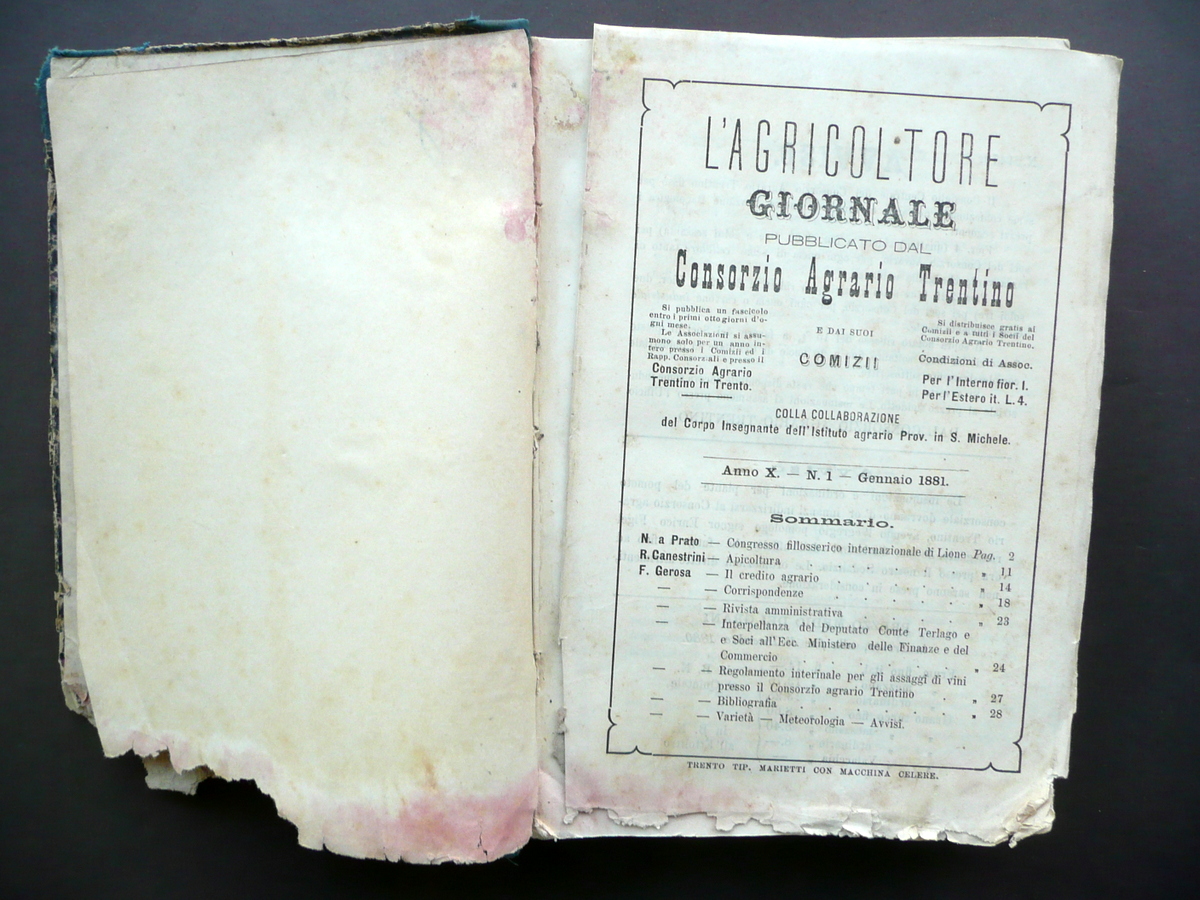 L'AGRICOLTORE
GIORNALE
PUBBLICATO DAL
Consorzio Agrario Trentino
Si pubblica un fascicolo
entro i primi otto giorni d'o-
gni mese.
Le Associazioni si assu-
mono solo per un anno in-
tero presso i Comizii ed i
Rapp. Consorziali e presso il
Consorzio Agrario
Trentino in Trento.
E DAI SUOI
COMIZII
Si distribuisce gratis ai
Comizii e a tutti i Socii del
Consorzio Agrario Trentino.
Condizioni di Assoc.
Per l'Interno fior. 1.
Per l'Estero it. L. 4.
COLLA COLLABORAZIONE
del Corpo Insegnante dell'Istituto agrario Prov. in S. Michele.
Anno X. — N. 1 — Gennaio 1881.
Sommario.
N. a Prato — Congresso fillosserico internazionale di Lione Pag. 2
R. Canestrini — Apicoltura . . . . . . „ 11
F. Gerosa — Il credito agrario . . . . . „ 14
— — Corrispondenze . . . . . „ 18
— — Rivista amministrativa . . . . „ 23
— — Interpellanza del Deputato Conte Terlago e
e Soci all'Ecc. Ministero delle Finanze e del
Commercio . . . . . . „ 24
— — Regolamento interinale per gli assaggi di vini
presso il Consorzio agrario Trentino . . „ 27
— — Bibliografia . . . . . . „ 28
— — Varietà — Meteorologia — Avvisi.
TRENTO TIP. MARIETTI CON MACCHINA CELERE.